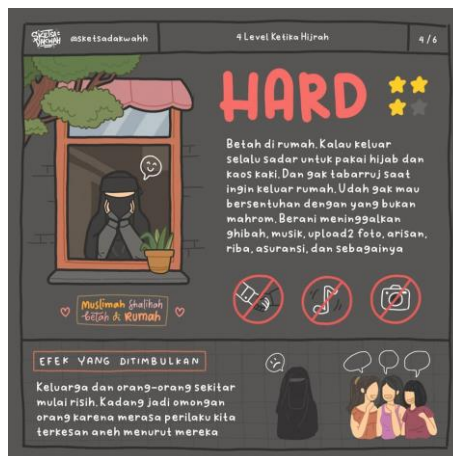 SKETSA DAKWAH
@sketsadakwahh
4 Level Ketika Hijrah
4/6
HARD
Betah di rumah. Kalau keluar
selalu sadar untuk pakai hijab dan
kaos kaki. Dan gak tabarruj saat
ingin keluar rumah. Udah gak mau
bersentuhan dengan yang bukan
mahrom. Berani meninggalkan
ghibah, musik, upload2 foto, arisan,
riba, asuransi, dan sebagainya
Muslimah Shalihah
betah di Rumah
EFEK YANG DITIMBULKAN
Keluarga dan orang-orang sekitar
mulai risih. Kadang jadi omongan
orang karena merasa perilaku kita
terkesan aneh menurut mereka